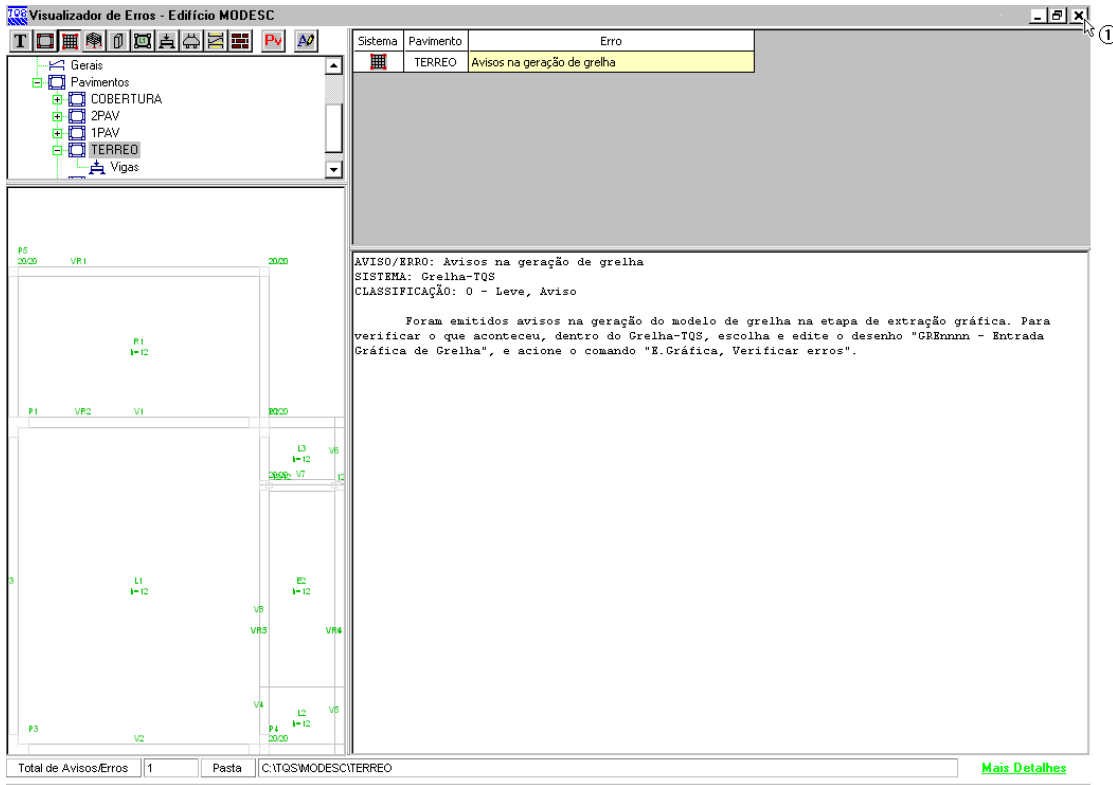 Visualizador de Erros - Edifício MODESC
①
Gerais
Pavimentos
COBERTURA
2PAV
1PAV
TERREO
Vigas
Sistema Pavimento Erro
TERREO Avisos na geração de grelha
AVISO/ERRO: Avisos na geração de grelha
SISTEMA: Grelha-TQS
CLASSIFICAÇÃO: 0 - Leve, Aviso
Foram emitidos avisos na geração do modelo de grelha na etapa de extração gráfica. Para
verificar o que aconteceu, dentro do Grelha-TQS, escolha e edite o desenho "GREnnnn - Entrada
Gráfica de Grelha", e acione o comando "E.Gráfica, Verificar erros".
P5
20/20 VR1 20/20
R1
h=12
P1 VR2 V1
L3 V6
h=12
V7
L1 E2
h=12 h=12
V8
VR3 VR4
V4 L2 V5
h=12
P3 V2 P4
20/20
Total de Avisos/Erros 1 Pasta C:\TQS\MODESC\TERREO Mais Detalhes